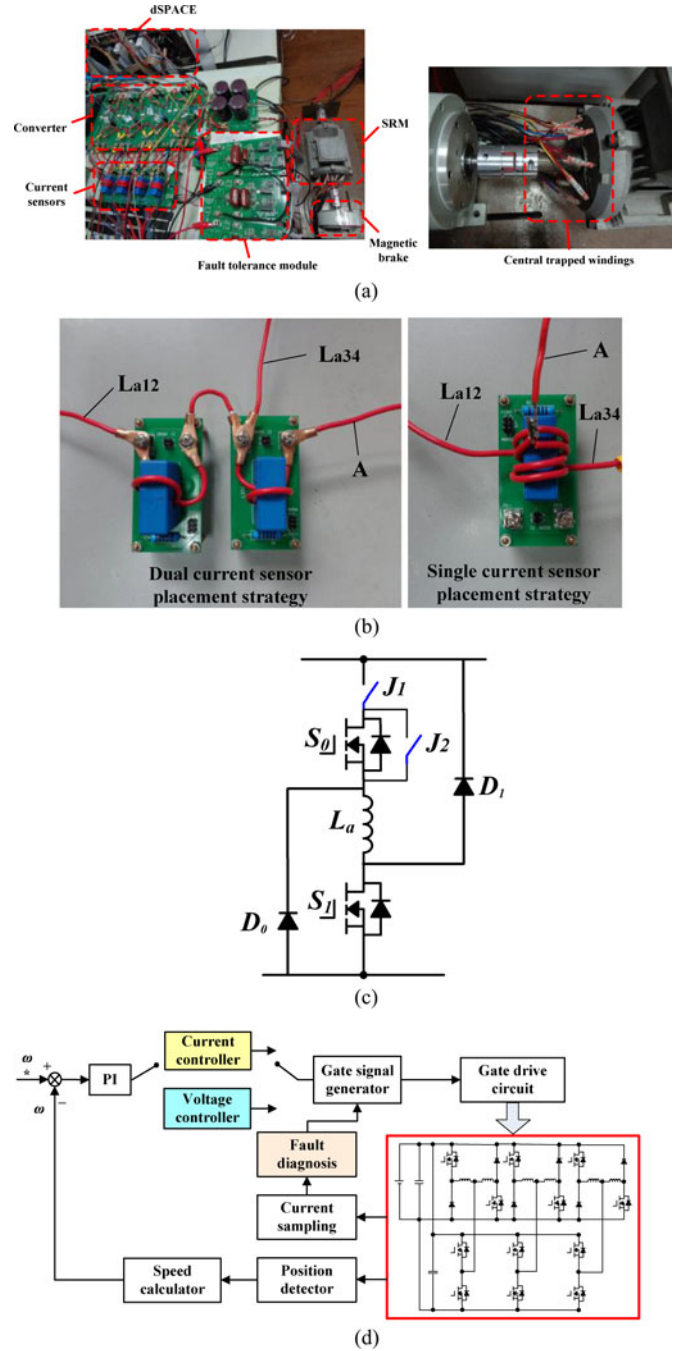 dSPACE
Converter
SRM
Current
sensors
Magnetic
brake
Fault tolerance module
Central trapped windings
(a)
La12
La34
A
Dual current sensor
placement strategy
A
La12
La34
Single current sensor
placement strategy
(b)
J1
S0
J2
La
D1
D0
S1
(c)
ω
*
+
−
ω
PI
Current
controller
Voltage
controller
Gate signal
generator
Gate drive
circuit
Fault
diagnosis
Current
sampling
Speed
calculator
Position
detector
(d)